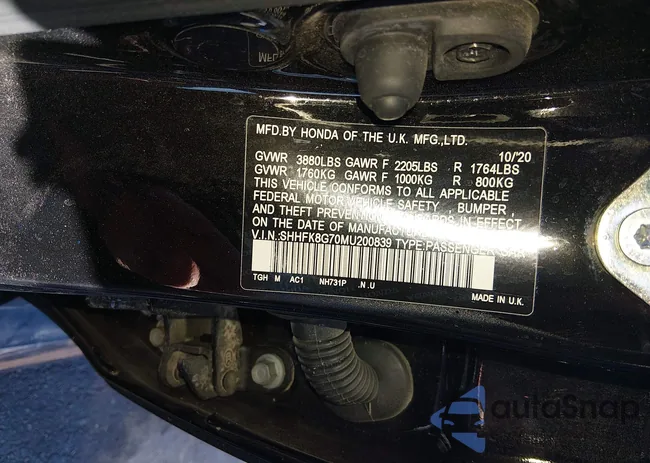 MFD.BY HONDA OF THE U.K. MFG.,LTD. 10/'20
GVWR 3880LBS GAWR F 2205LBS R 1764LBS
GVWR 1760KG GAWR F 1000KG R 800KG
THIS VEHICLE CONFORMS TO ALL APPLICABLE
FEDERAL MOTOR VEHICLE SAFETY , BUMPER ,
AND THEFT PREVENTION IN EFFECT
ON THE DATE OF MANUFACTURE
V.I.N.:SHHFK8G70MU200839 TYPE:PASSENGER
TGH M AC1 NH731P .N.U
MADE IN U.K.
autoSnap